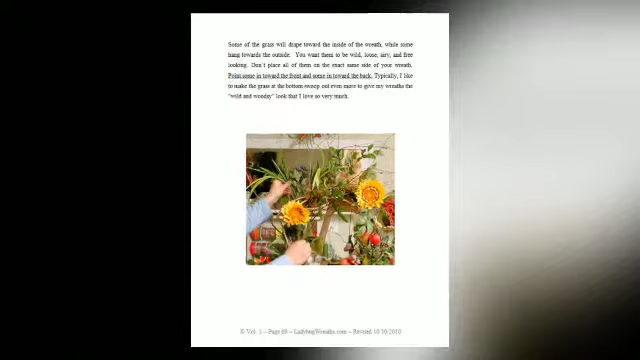 Some of the grass will drape toward the inside of the wreath, while some
hang towards the outside. You want them to be wild, loose, airy, and free
looking. Don't place all of them on the exact same side of your wreath.
Point some in toward the front and some in toward the back. Typically, I like
to make the grass at the bottom swoop out even more to give my wreaths the
"wild and woodsy" look that I love so very much.
© Vol. 1 – Page – LadybugWreaths.com – Revised 10/30/2010